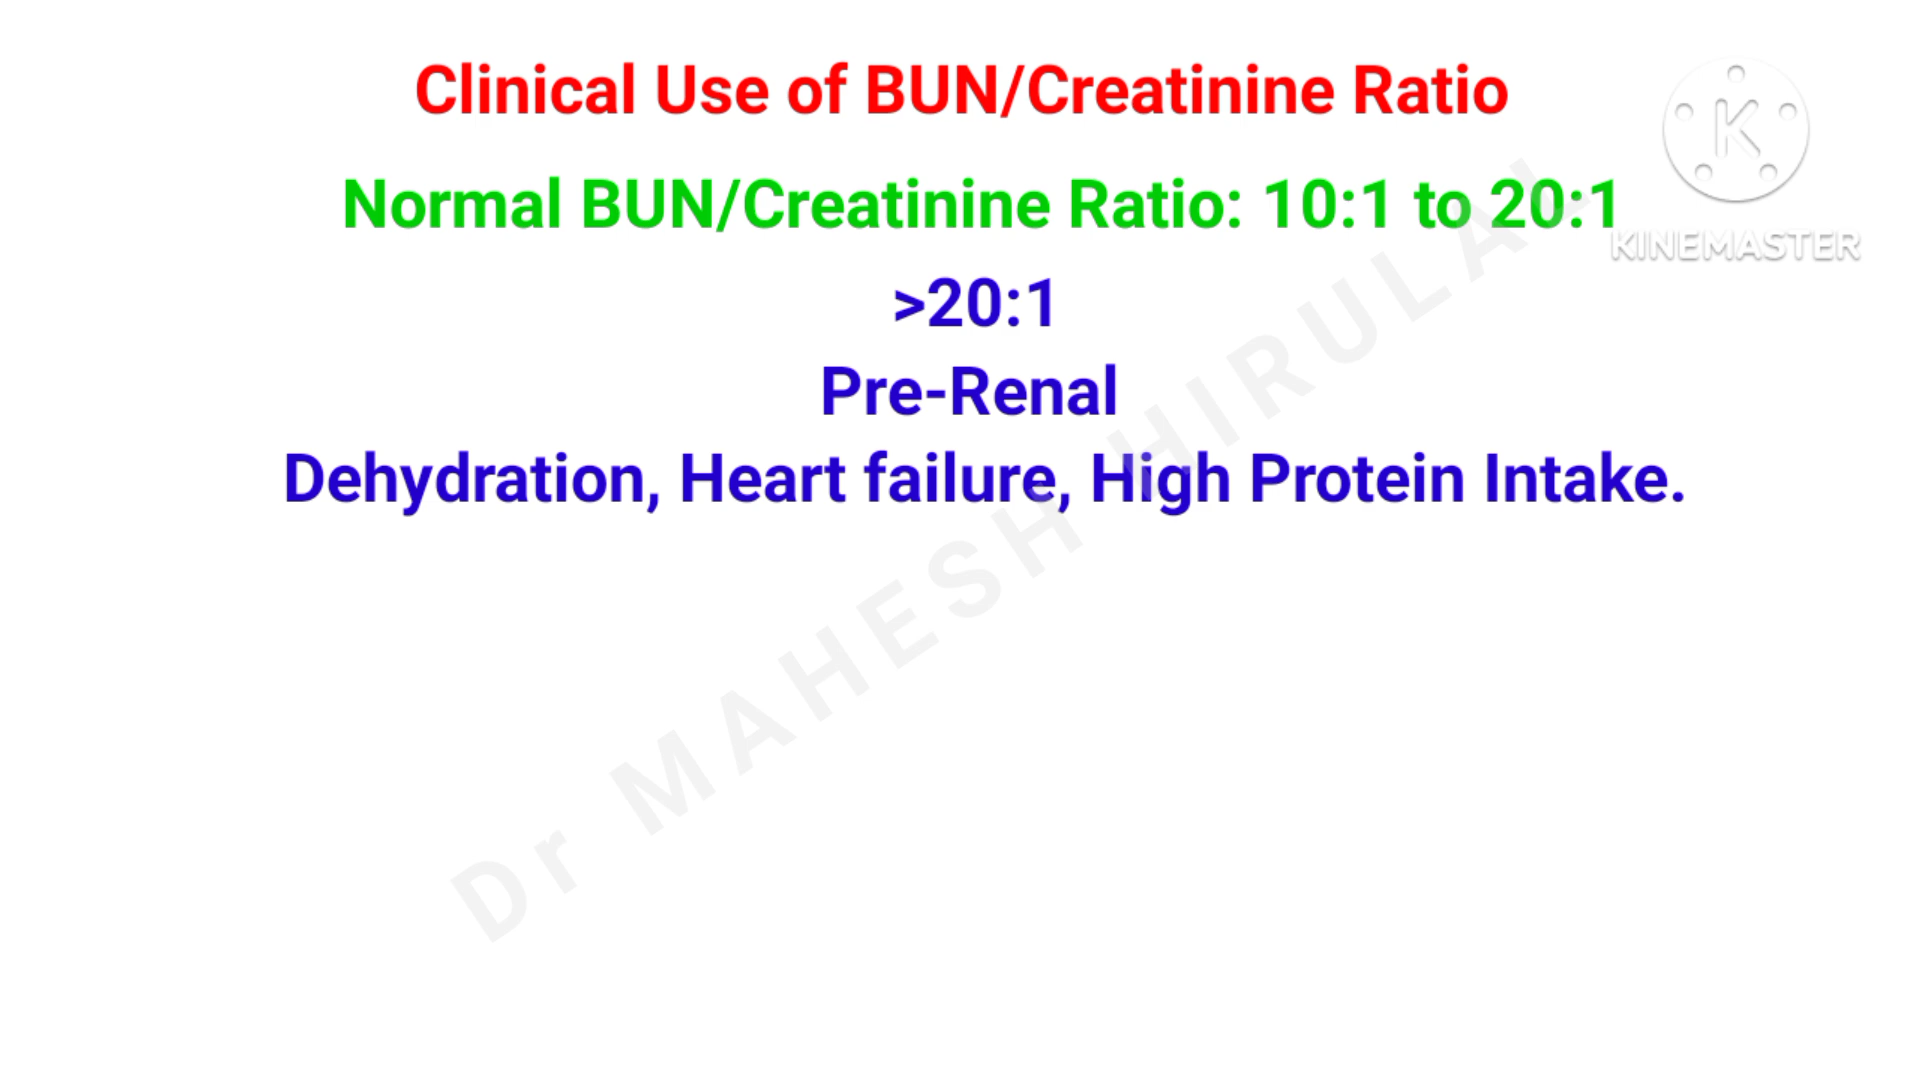 Clinical Use of BUN/Creatinine Ratio
Normal BUN/Creatinine Ratio: 10:1 to 20:1
KINEMASTER
>20:1
Pre-Renal
Dehydration, Heart failure, High Protein Intake.
Dr MAHESH HIRULAL